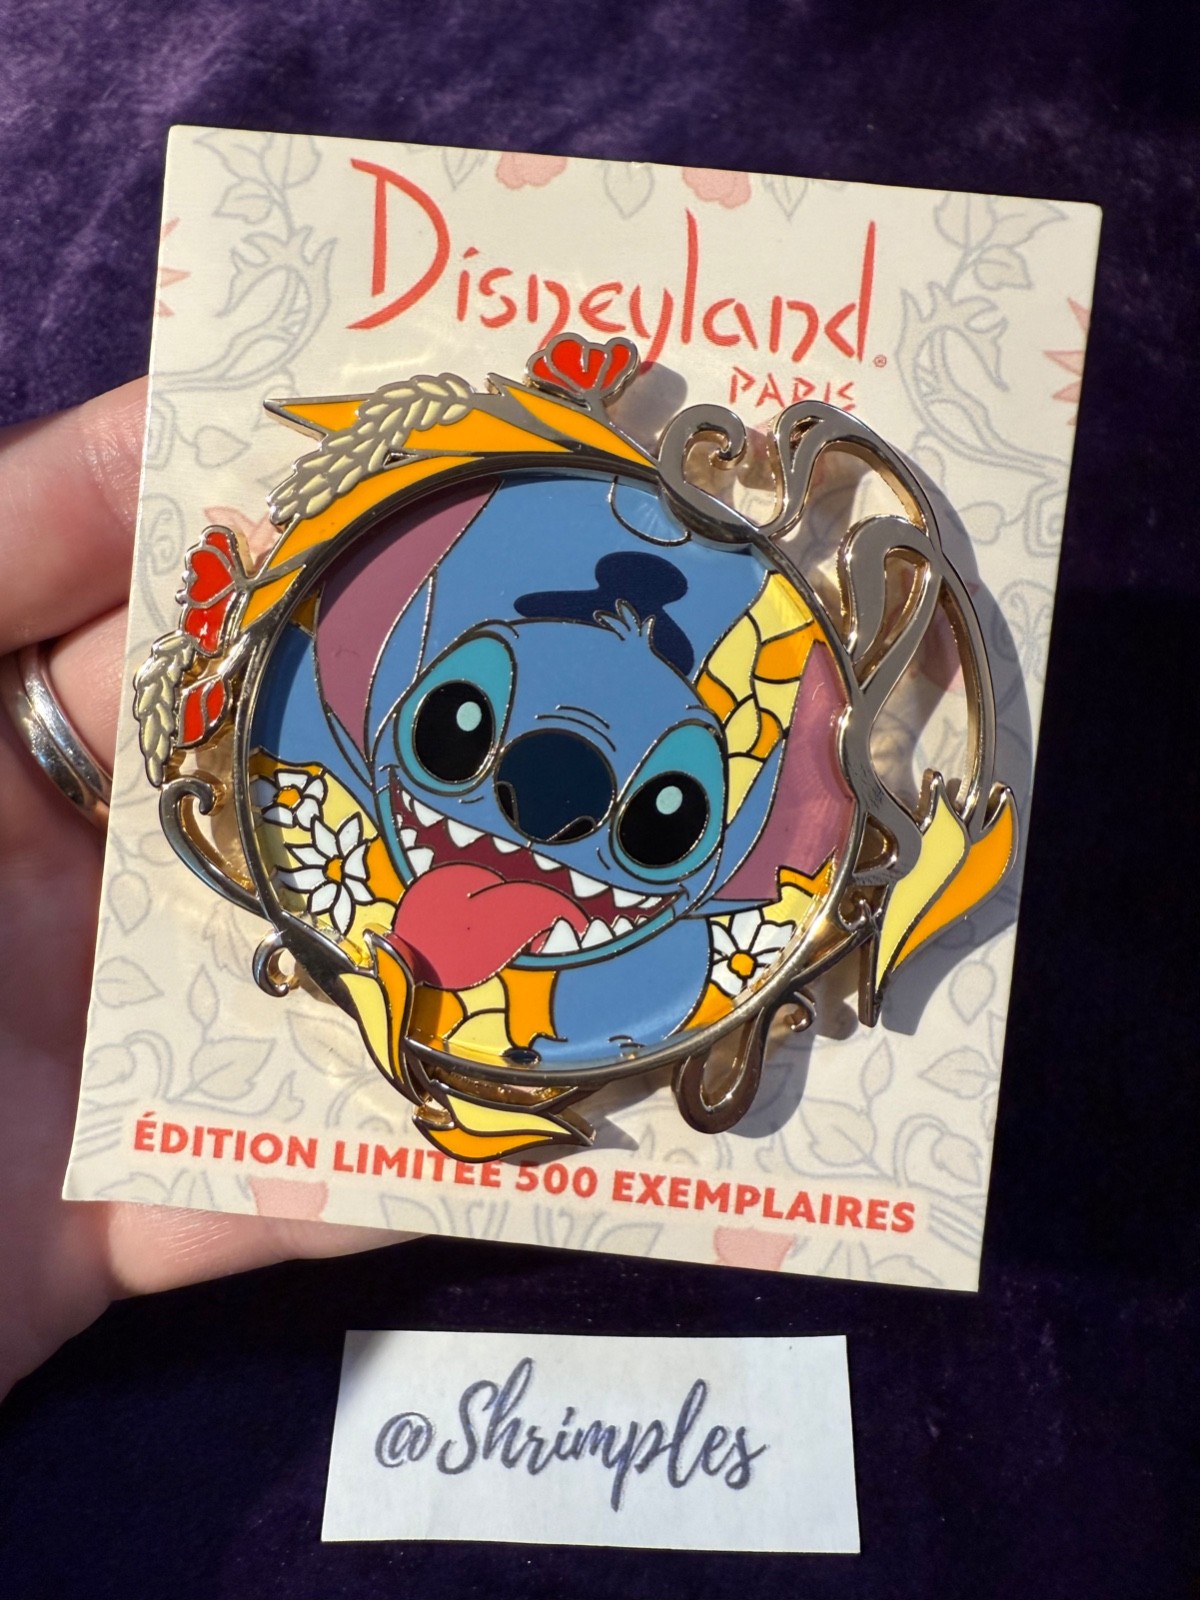 Disneyland®
PARIS
ÉDITION LIMITÉE 500 EXEMPLAIRES
@Shrimples